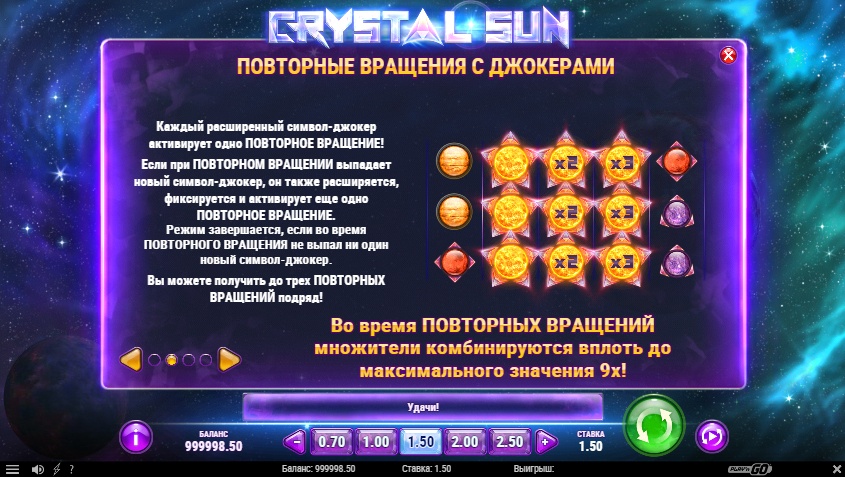 CRYSTAL SUN
ПОВТОРНЫЕ ВРАЩЕНИЯ С ДЖОКЕРАМИ
Каждый расширенный символ-джокер
активирует одно ПОВТОРНОЕ ВРАЩЕНИЕ!
Если при ПОВТОРНОМ ВРАЩЕНИИ выпадает
новый символ-джокер, он также расширяется,
фиксируется и активирует еще одно
ПОВТОРНОЕ ВРАЩЕНИЕ.
Режим завершается, если во время
ПОВТОРНОГО ВРАЩЕНИЯ не выпал ни один
новый символ-джокер.
Вы можете получить до трех ПОВТОРНЫХ
ВРАЩЕНИЙ подряд!
x2 x3
x2 x3
x2 x3
Во время ПОВТОРНЫХ ВРАЩЕНИЙ
множители комбинируются вплоть до
максимального значения 9x!
Удачи!
БАЛАНС
999998.50
- 0.70 1.00 1.50 2.00 2.50 +
СТАВКА
1.50
? Баланс: 999998.50 Ставка: 1.50 Выигрыш: PLAY'N GO